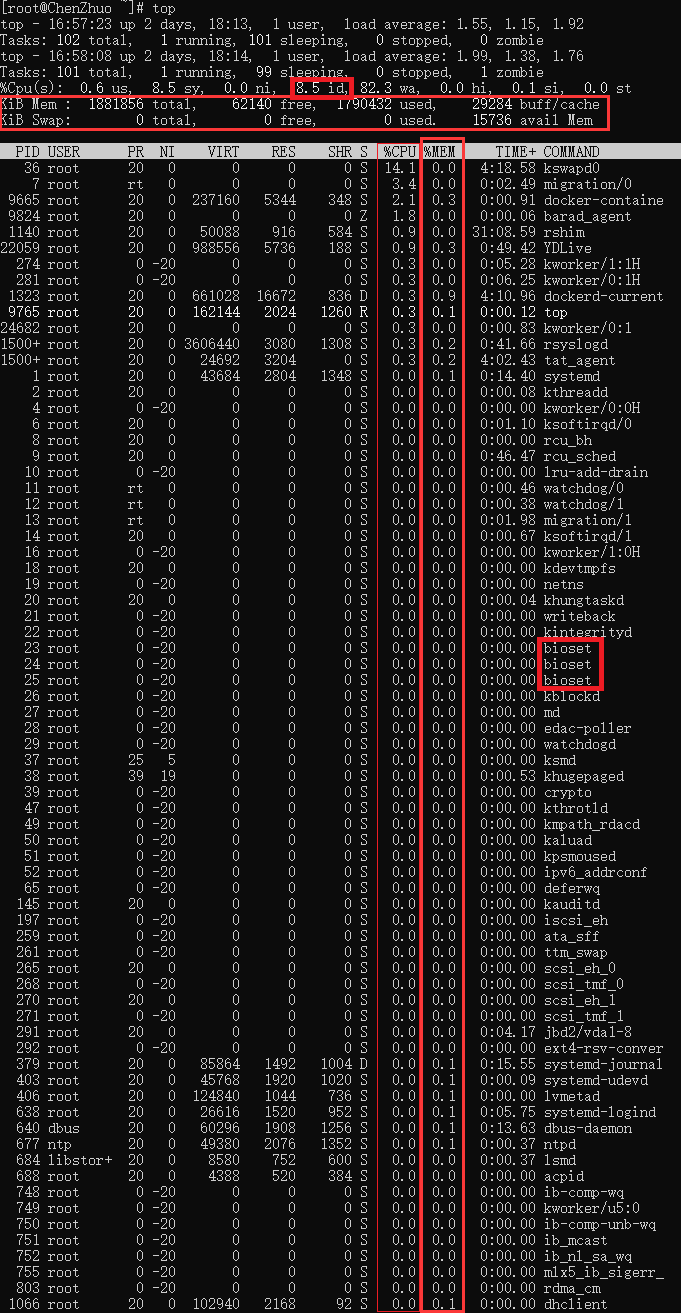 [root@ChenZhuo ~]# top
top - 16:57:23 up 2 days, 18:13, 1 user, load average: 1.55, 1.15, 1.92
Tasks: 102 total, 1 running, 101 sleeping, 0 stopped, 0 zombie
top - 16:58:08 up 2 days, 18:14, 1 user, load average: 1.99, 1.38, 1.76
Tasks: 101 total, 1 running, 99 sleeping, 0 stopped, 1 zombie
%Cpu(s): 0.6 us, 8.5 sy, 0.0 ni, 8.5 id, 82.3 wa, 0.0 hi, 0.1 si, 0.0 st
KiB Mem : 1881856 total, 62140 free, 1790432 used, 29284 buff/cache
KiB Swap: 0 total, 0 free, 0 used. 15736 avail Mem
PID USER PR NI VIRT RES SHR S %CPU %MEM TIME+ COMMAND
36 root 20 0 0 0 0 S 14.1 0.0 4:18.58 kswapd0
7 root rt 0 0 0 0 S 3.4 0.0 0:02.49 migration/0
9665 root 20 0 237160 5344 348 S 2.1 0.3 0:00.91 docker-containe
9824 root 20 0 0 0 0 Z 1.8 0.0 0:00.06 barad_agent
1140 root 20 0 50088 916 584 S 0.9 0.0 31:08.59 rshim
22059 root 20 0 988556 5736 188 S 0.9 0.3 0:49.42 YDLive
274 root 0 -20 0 0 0 S 0.3 0.0 0:05.28 kworker/1:1H
281 root 0 -20 0 0 0 S 0.3 0.0 0:06.25 kworker/0:1H
1323 root 20 0 661028 16672 836 D 0.3 0.9 4:10.96 dockerd-current
9765 root 20 0 162144 2024 1260 R 0.3 0.1 0:00.12 top
24682 root 20 0 0 0 0 S 0.3 0.0 0:00.83 kworker/0:1
1500+ root 20 0 3606440 3080 1308 S 0.3 0.2 0:41.66 rsyslogd
1500+ root 20 0 24692 3204 0 S 0.3 0.2 4:02.43 tat_agent
1 root 20 0 43684 2804 1348 S 0.0 0.1 0:14.40 systemd
2 root 20 0 0 0 0 S 0.0 0.0 0:00.08 kthreadd
4 root 0 -20 0 0 0 S 0.0 0.0 0:00.00 kworker/0:0H
6 root 20 0 0 0 0 S 0.0 0.0 0:01.10 ksoftirqd/0
8 root 20 0 0 0 0 S 0.0 0.0 0:00.00 rcu_bh
9 root 20 0 0 0 0 S 0.0 0.0 0:46.47 rcu_sched
10 root 0 -20 0 0 0 S 0.0 0.0 0:00.00 lru-add-drain
11 root rt 0 0 0 0 S 0.0 0.0 0:00.46 watchdog/0
12 root rt 0 0 0 0 S 0.0 0.0 0:00.38 watchdog/1
13 root rt 0 0 0 0 S 0.0 0.0 0:01.98 migration/1
14 root 20 0 0 0 0 S 0.0 0.0 0:00.67 ksoftirqd/1
16 root 0 -20 0 0 0 S 0.0 0.0 0:00.00 kworker/1:0H
18 root 20 0 0 0 0 S 0.0 0.0 0:00.00 kdevtmpfs
19 root 0 -20 0 0 0 S 0.0 0.0 0:00.00 netns
20 root 20 0 0 0 0 S 0.0 0.0 0:00.04 khungtaskd
21 root 0 -20 0 0 0 S 0.0 0.0 0:00.00 writeback
22 root 0 -20 0 0 0 S 0.0 0.0 0:00.00 kintegrityd
23 root 0 -20 0 0 0 S 0.0 0.0 0:00.00 bioset
24 root 0 -20 0 0 0 S 0.0 0.0 0:00.00 bioset
25 root 0 -20 0 0 0 S 0.0 0.0 0:00.00 bioset
26 root 0 -20 0 0 0 S 0.0 0.0 0:00.00 kblockd
27 root 0 -20 0 0 0 S 0.0 0.0 0:00.00 md
28 root 0 -20 0 0 0 S 0.0 0.0 0:00.00 edac-poller
29 root 0 -20 0 0 0 S 0.0 0.0 0:00.00 watchdogd
37 root 25 5 0 0 0 S 0.0 0.0 0:00.00 ksmd
38 root 39 19 0 0 0 S 0.0 0.0 0:00.53 khugepaged
39 root 0 -20 0 0 0 S 0.0 0.0 0:00.00 crypto
47 root 0 -20 0 0 0 S 0.0 0.0 0:00.00 kthrotld
49 root 0 -20 0 0 0 S 0.0 0.0 0:00.00 kmpath_rdacd
50 root 0 -20 0 0 0 S 0.0 0.0 0:00.00 kaluad
51 root 0 -20 0 0 0 S 0.0 0.0 0:00.00 kpsmoused
52 root 0 -20 0 0 0 S 0.0 0.0 0:00.00 ipv6_addrconf
65 root 0 -20 0 0 0 S 0.0 0.0 0:00.00 deferwq
145 root 20 0 0 0 0 S 0.0 0.0 0:00.00 kauditd
197 root 0 -20 0 0 0 S 0.0 0.0 0:00.00 iscsi_eh
259 root 0 -20 0 0 0 S 0.0 0.0 0:00.00 ata_sff
261 root 0 -20 0 0 0 S 0.0 0.0 0:00.00 ttm_swap
265 root 20 0 0 0 0 S 0.0 0.0 0:00.00 scsi_eh_0
268 root 0 -20 0 0 0 S 0.0 0.0 0:00.00 scsi_tmf_0
270 root 20 0 0 0 0 S 0.0 0.0 0:00.00 scsi_eh_1
271 root 0 -20 0 0 0 S 0.0 0.0 0:00.00 scsi_tmf_1
291 root 20 0 0 0 0 S 0.0 0.0 0:04.17 jbd2/vda1-8
292 root 0 -20 0 0 0 S 0.0 0.0 0:00.00 ext4-rsv-conver
379 root 20 0 85864 1492 1004 D 0.0 0.1 0:15.55 systemd-journal
403 root 20 0 45768 1920 1020 S 0.0 0.1 0:00.09 systemd-udevd
406 root 20 0 124840 1044 736 S 0.0 0.1 0:00.00 lvmetad
638 root 20 0 26616 1520 952 S 0.0 0.1 0:05.75 systemd-logind
640 dbus 20 0 60296 1908 1256 S 0.0 0.1 0:13.63 dbus-daemon
677 ntp 20 0 49380 2076 1352 S 0.0 0.1 0:00.37 ntpd
684 libstor+ 20 0 8580 752 600 S 0.0 0.0 0:00.37 lsmd
688 root 20 0 4388 520 384 S 0.0 0.0 0:00.00 acpid
748 root 0 -20 0 0 0 S 0.0 0.0 0:00.00 ib-comp-wq
749 root 0 -20 0 0 0 S 0.0 0.0 0:00.00 kworker/u5:0
750 root 0 -20 0 0 0 S 0.0 0.0 0:00.00 ib-comp-unb-wq
751 root 0 -20 0 0 0 S 0.0 0.0 0:00.00 ib_mcast
752 root 0 -20 0 0 0 S 0.0 0.0 0:00.00 ib_nl_sa_wq
755 root 0 -20 0 0 0 S 0.0 0.0 0:00.00 mlx5_ib_sigerr_
803 root 0 -20 0 0 0 S 0.0 0.0 0:00.00 rdma_cm
1066 root 20 0 102940 2168 92 S 0.0 0.1 0:00.00 dhclient